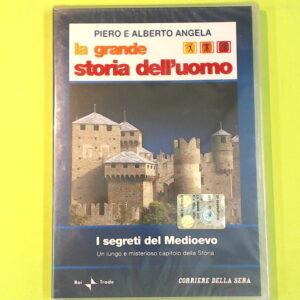 PIERO E ALBERTO ANGELA
la grande
storia dell'uomo
I segreti del Medioevo
Un lungo e misterioso capitolo della Storia
Rai Trade
CORRIERE DELLA SERA